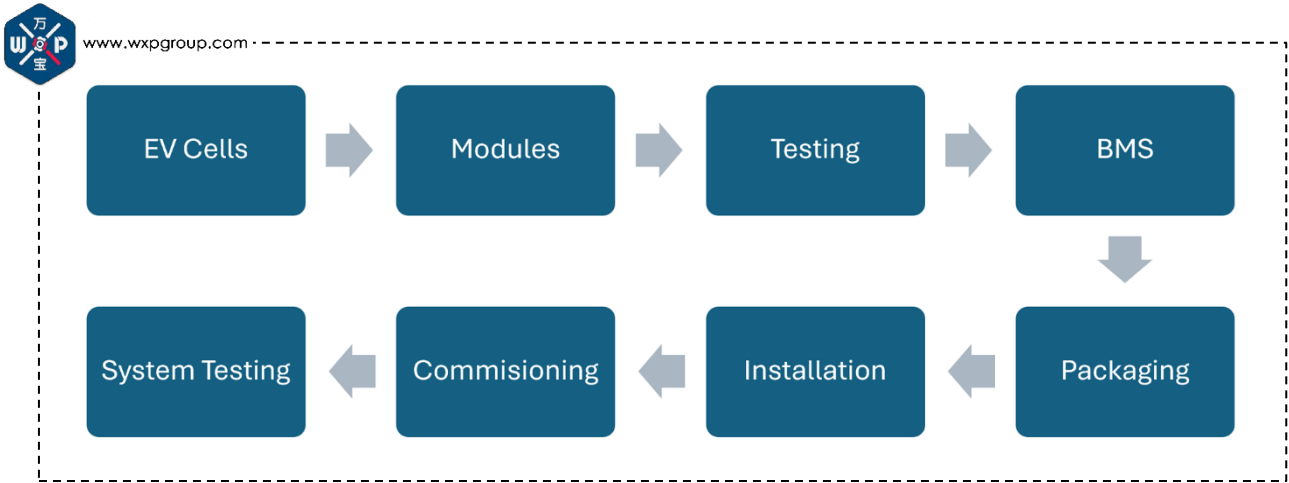 万
W P
宝
www.wxpgroup.com
EV Cells
Modules
Testing
BMS
Packaging
Installation
Commisioning
System Testing